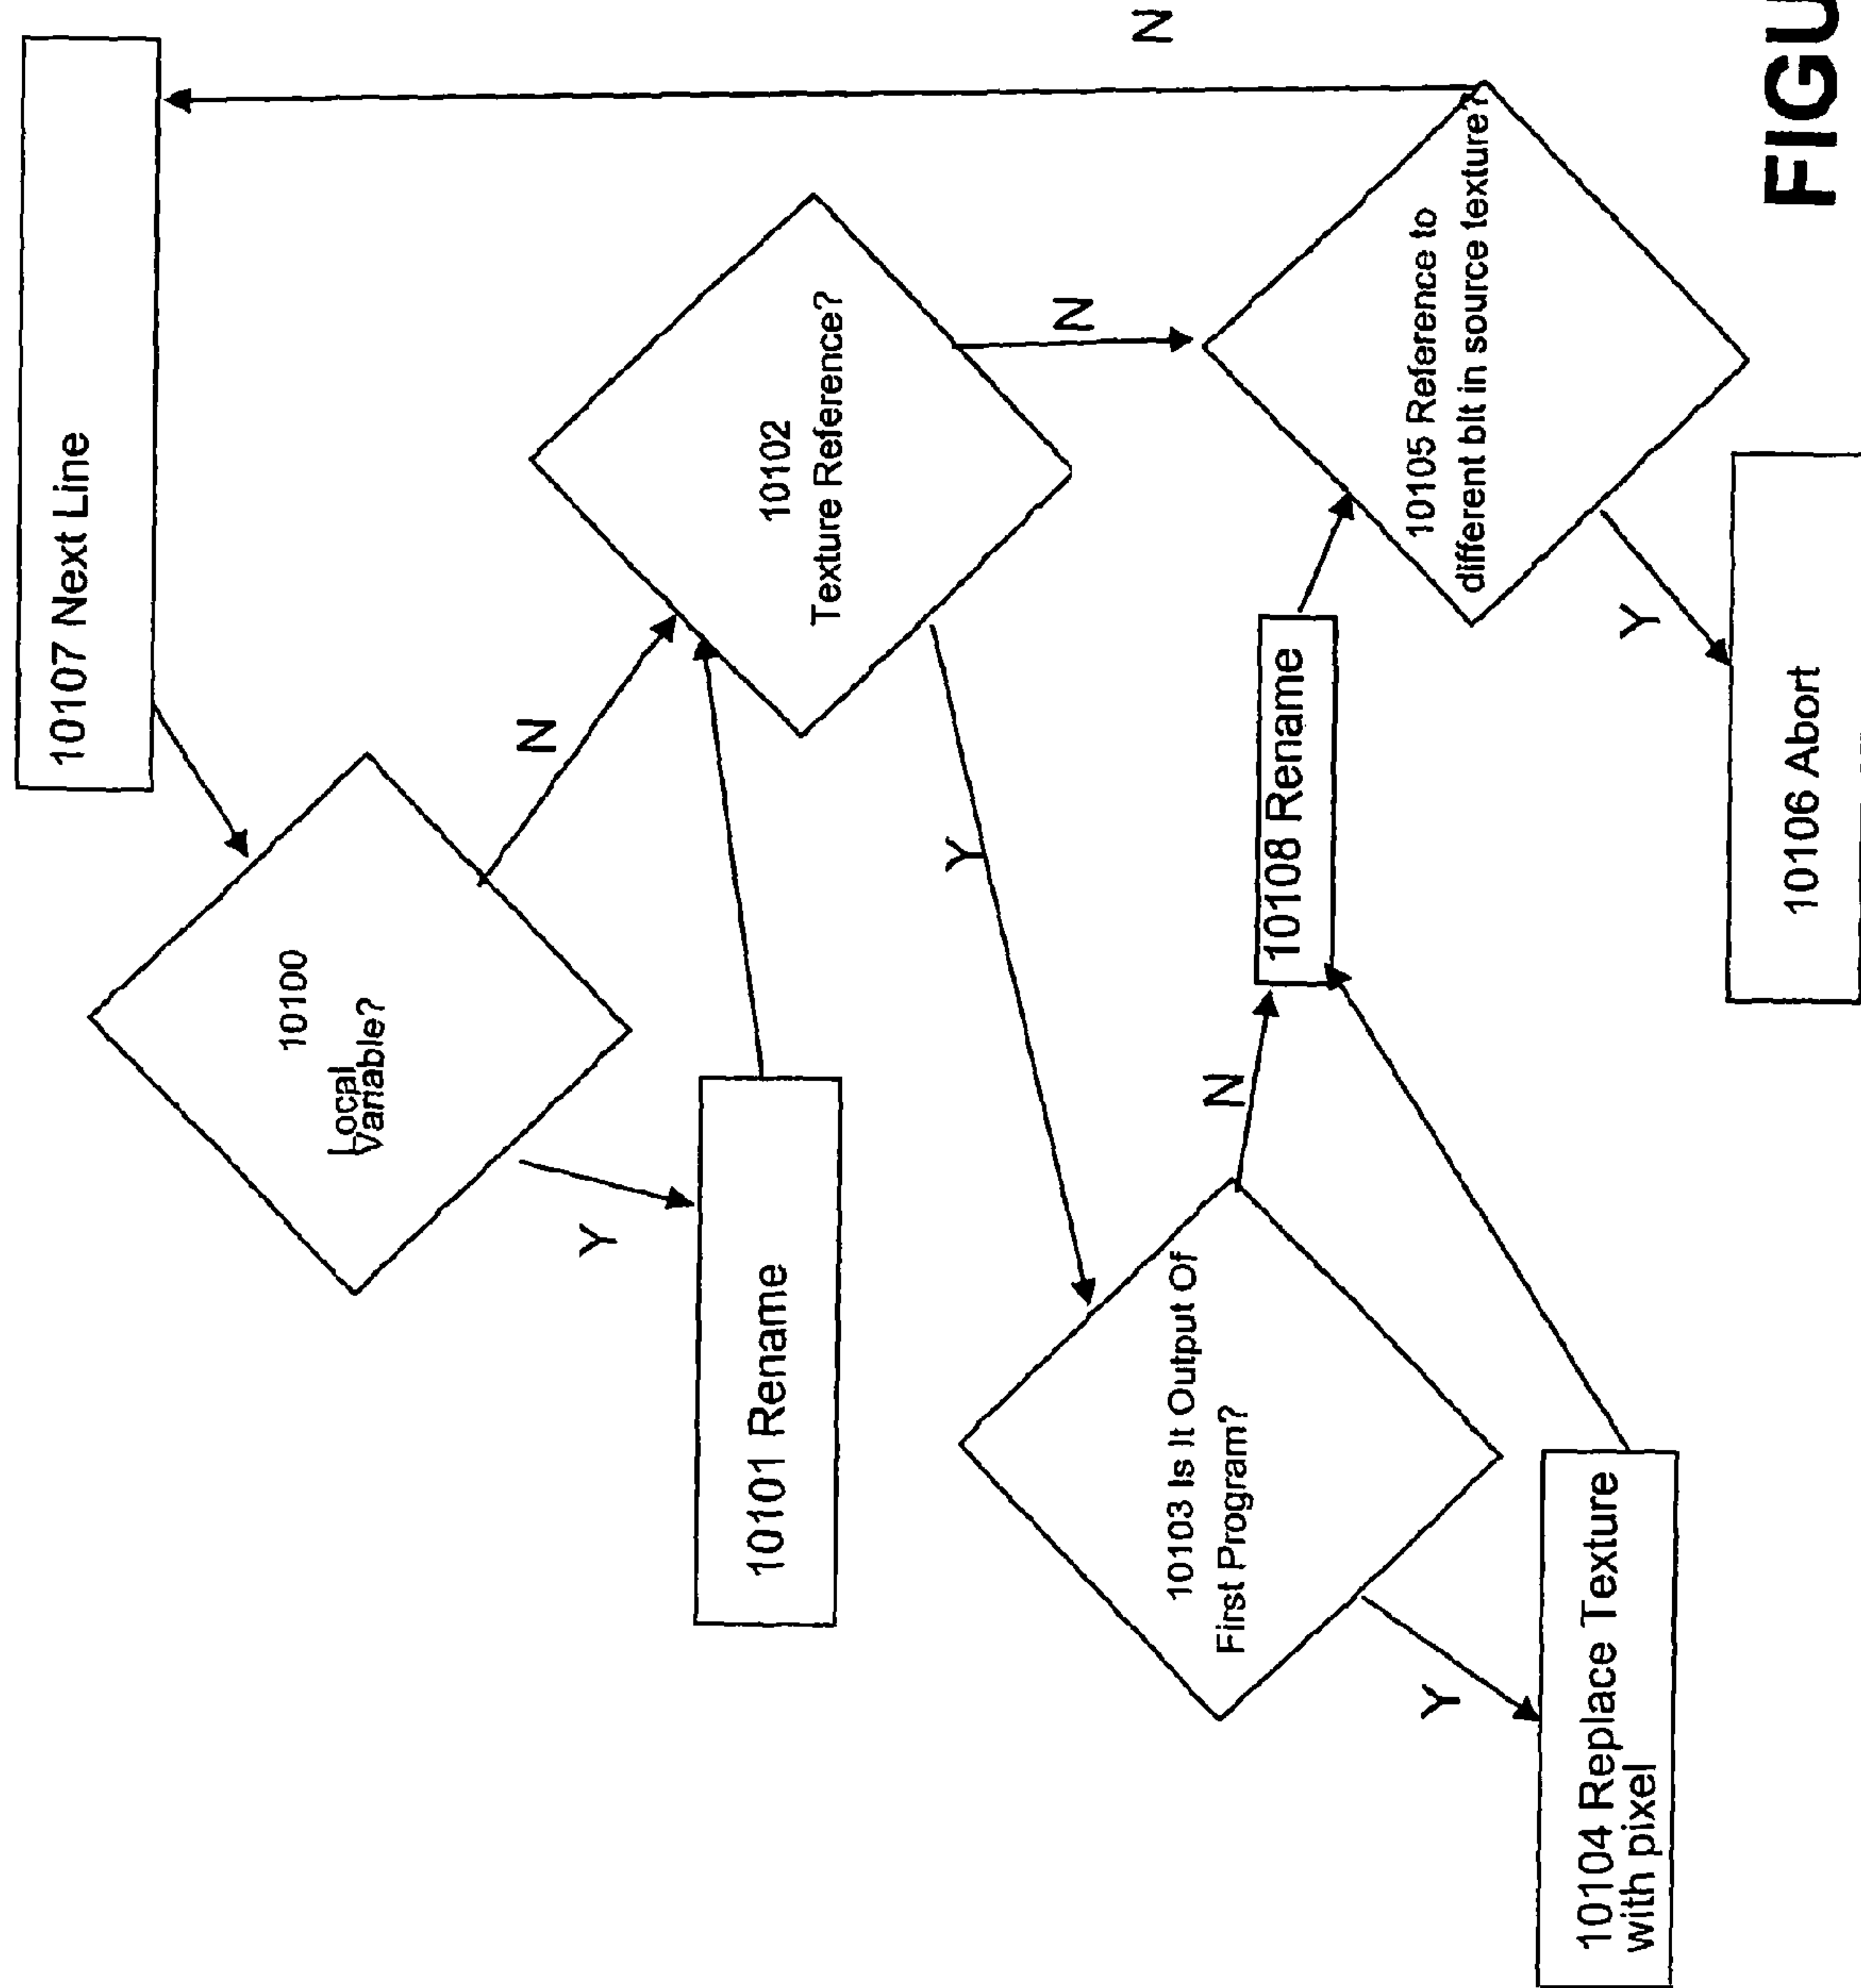 10107 Next Line
10100
Local
Variable?
N
Y
10101 Rename
10102
Texture Reference?
Y
N
10103 Is It Output Of
First Program?
N
Y
10104 Replace Texture
with pixel
10108 Rename
10105 Reference to
different bit in source texture?
N
Y
10106 Abort